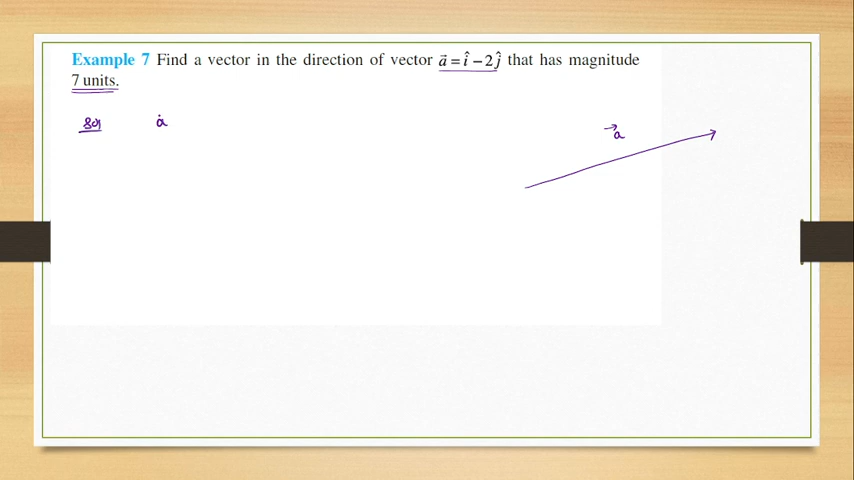 Example 7 Find a vector in the direction of vector a⃗ = î − 2ĵ that has magnitude
7 units.
Sol ȧ
a⃗